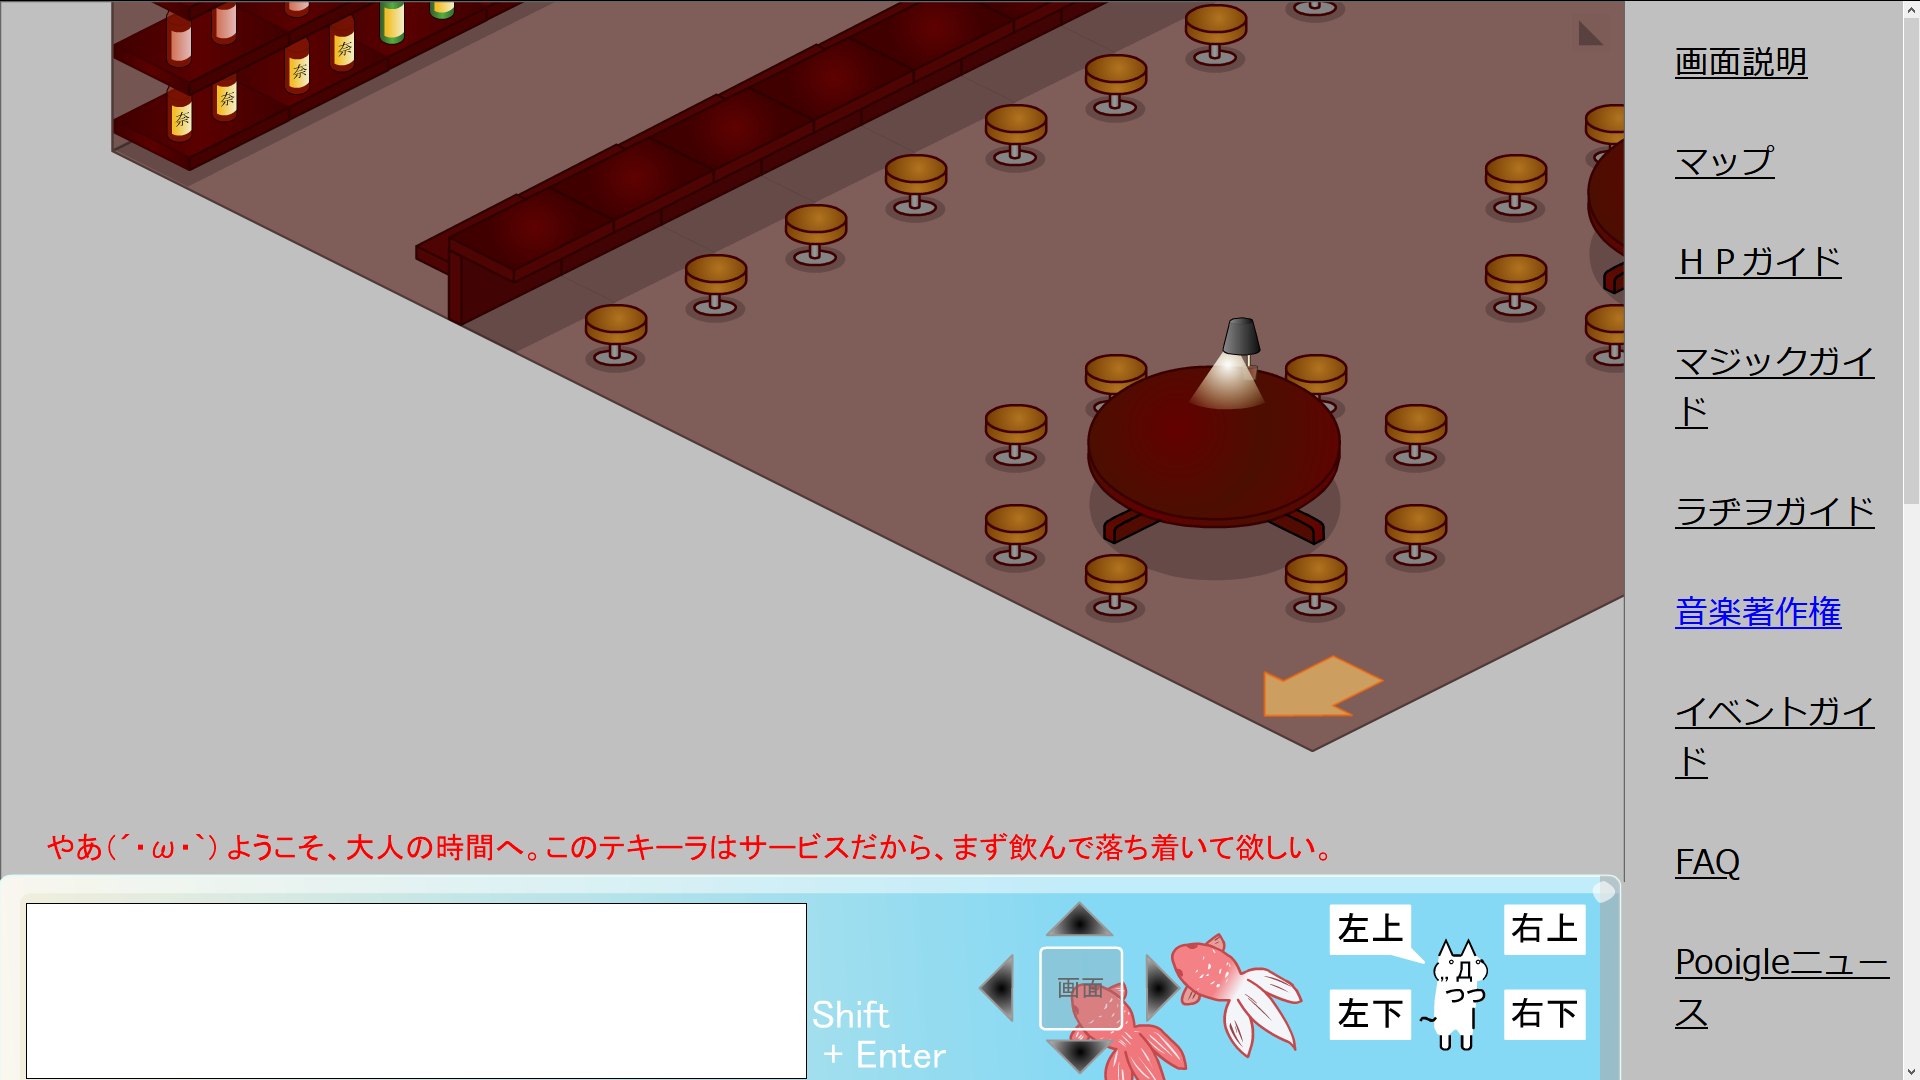 奈
奈
奈
奈
画面説明
マップ
ＨＰガイド
マジックガイ
ド
ラヂヲガイド
音楽著作権
イベントガイ
ド
FAQ
Pooigleニュー
ス
やあ（´・ω・｀）ようこそ、大人の時間へ。このテキーラはサービスだから、まず飲んで落ち着いて欲しい。
Shift
+ Enter
画面
左上
右上
左下
右下